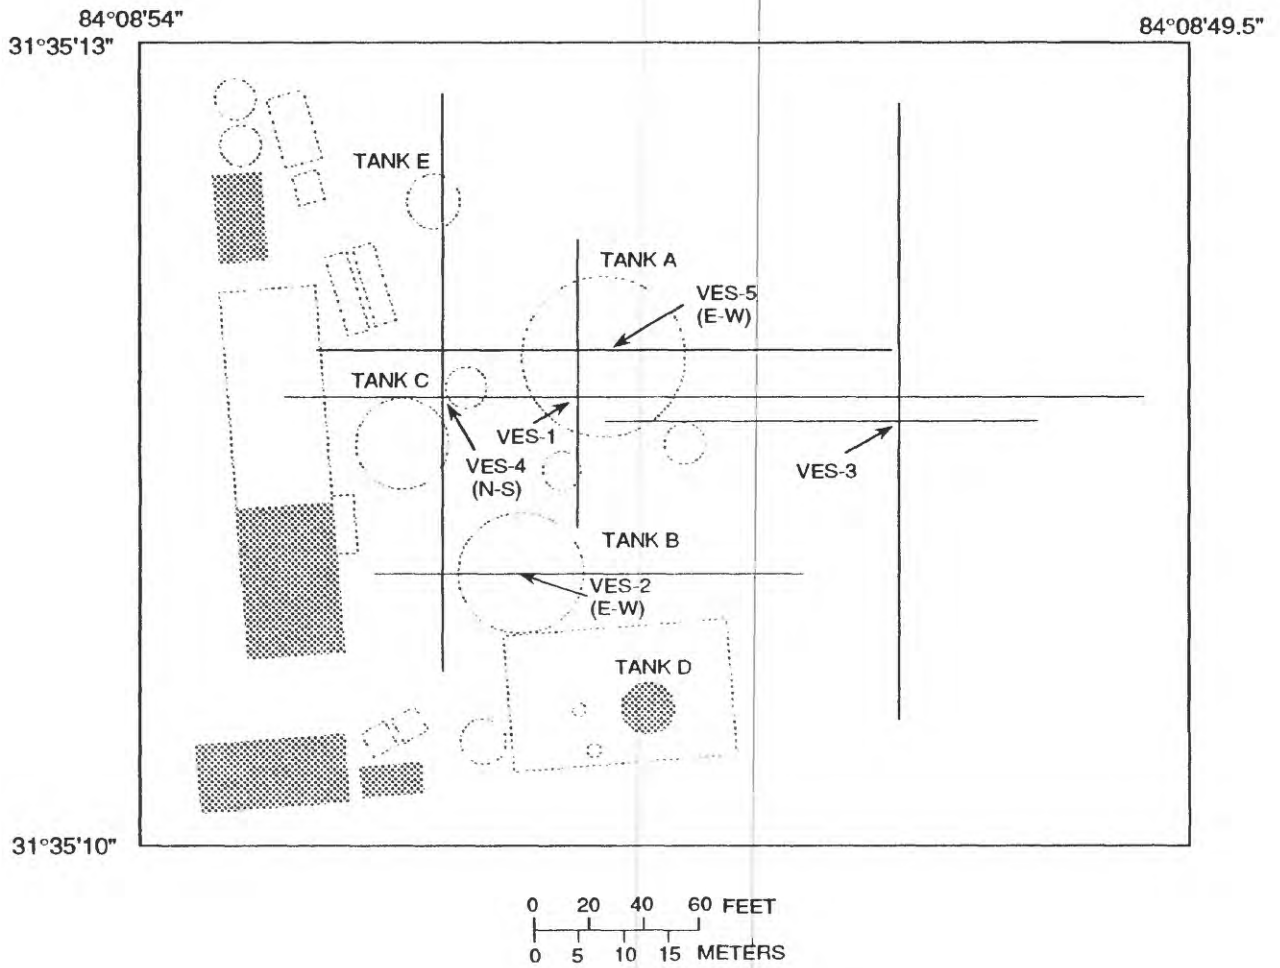 84°08'54"
84°08'49.5"
31°35'13"
TANK E
TANK A
VES-5
(E-W)
TANK C
VES-1
VES-4
(N-S)
VES-3
TANK B
VES-2
(E-W)
TANK D
31°35'10"
0 20 40 60 FEET
0 5 10 15 METERS